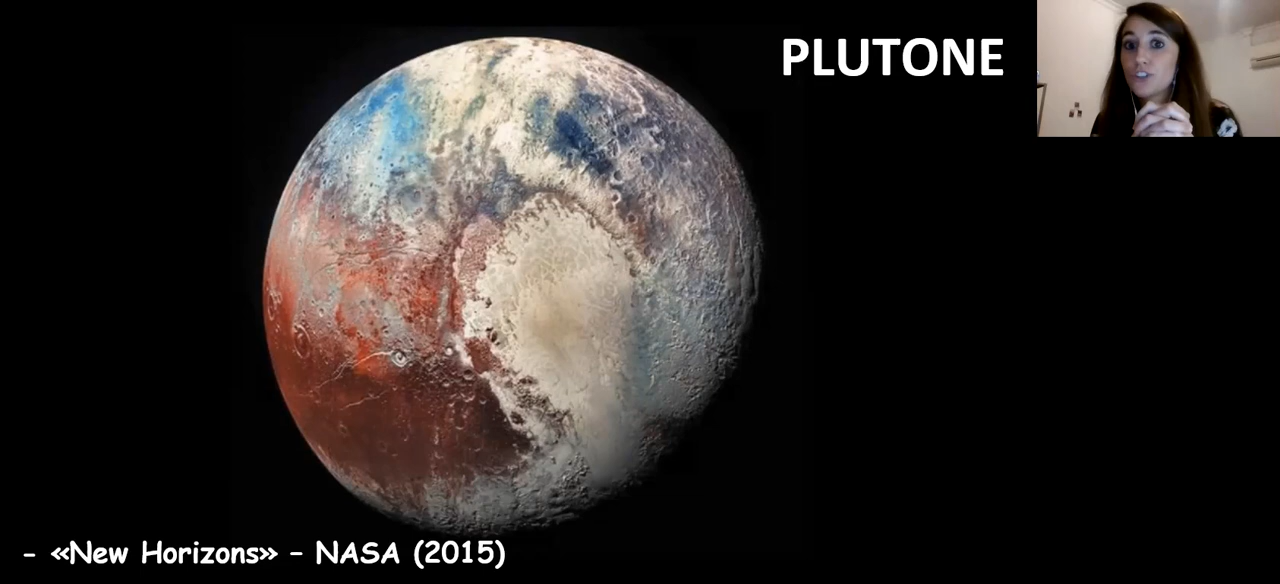 PLUTONE
- «New Horizons» – NASA (2015)